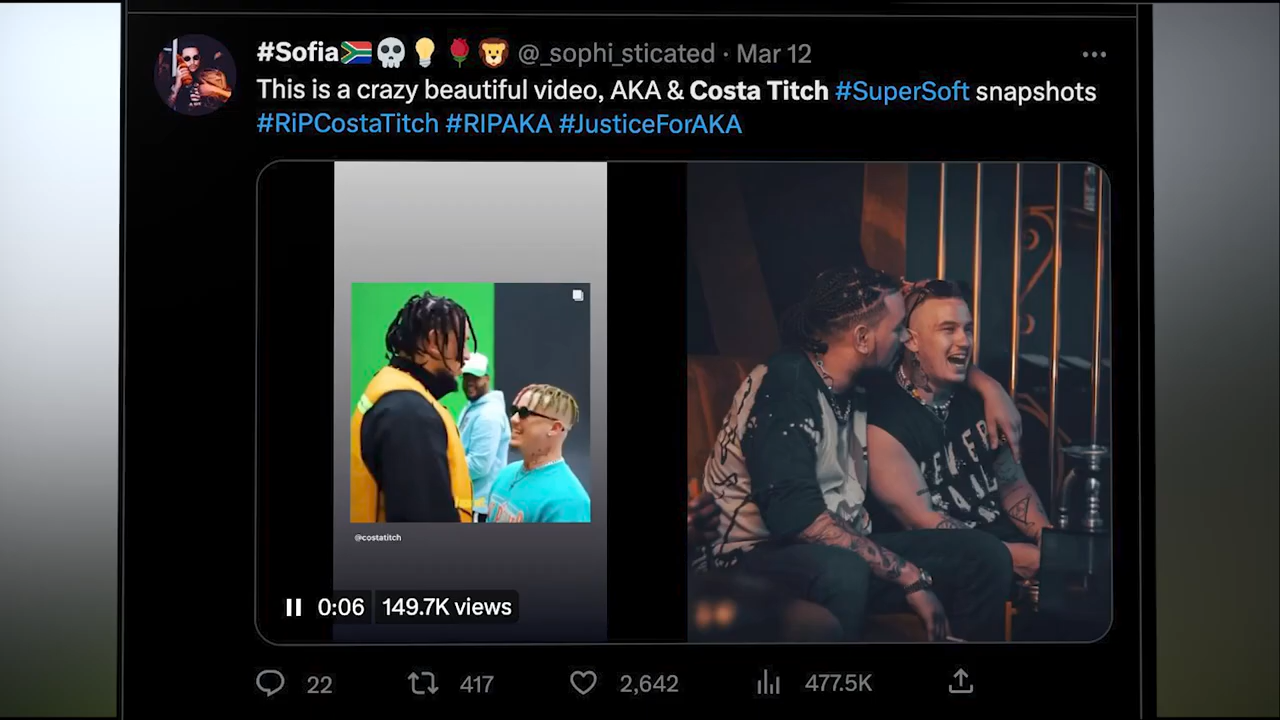 #Sofia🇿🇦💀💡🌹🦁 @_sophi_sticated · Mar 12
This is a crazy beautiful video, AKA & Costa Titch #SuperSoft snapshots
#RiPCostaTitch #RIPAKA #JusticeForAKA
@costatitch
0:06 149.7K views
22 417 2,642 477.5K